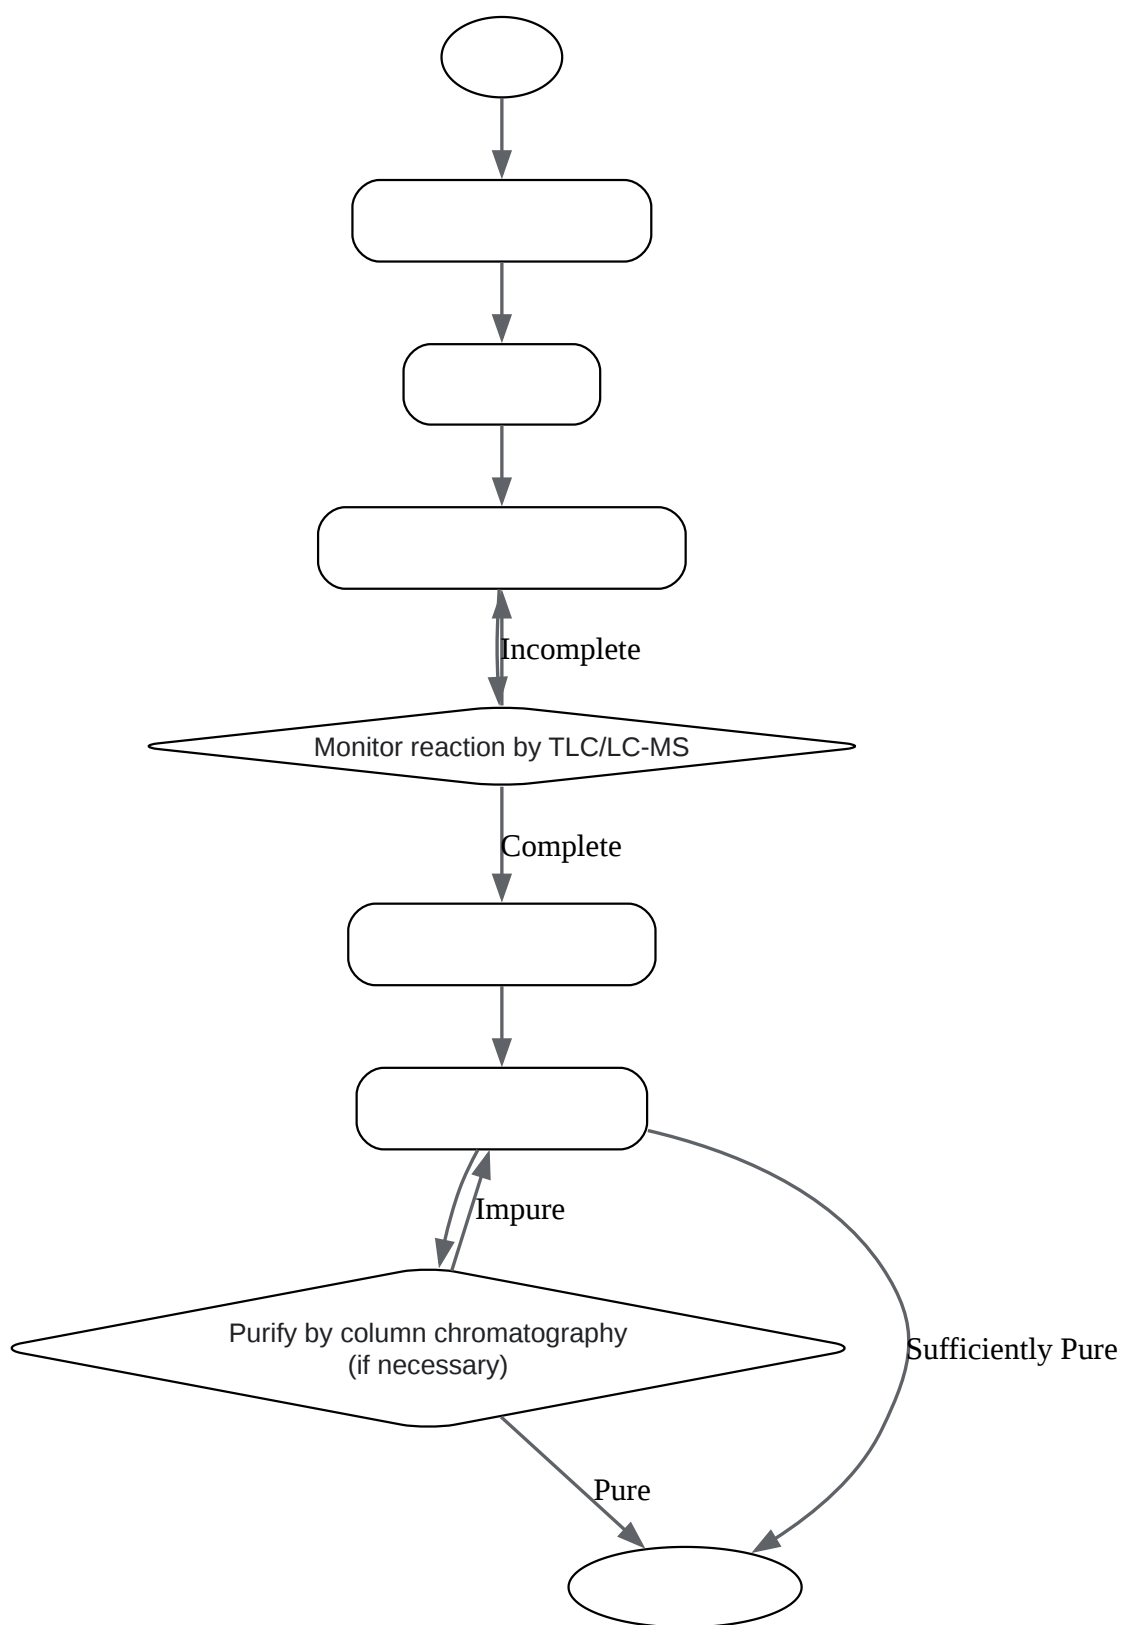 Incomplete
Monitor reaction by TLC/LC-MS
Complete
Impure
Purify by column chromatography
(if necessary)
Sufficiently Pure
Pure